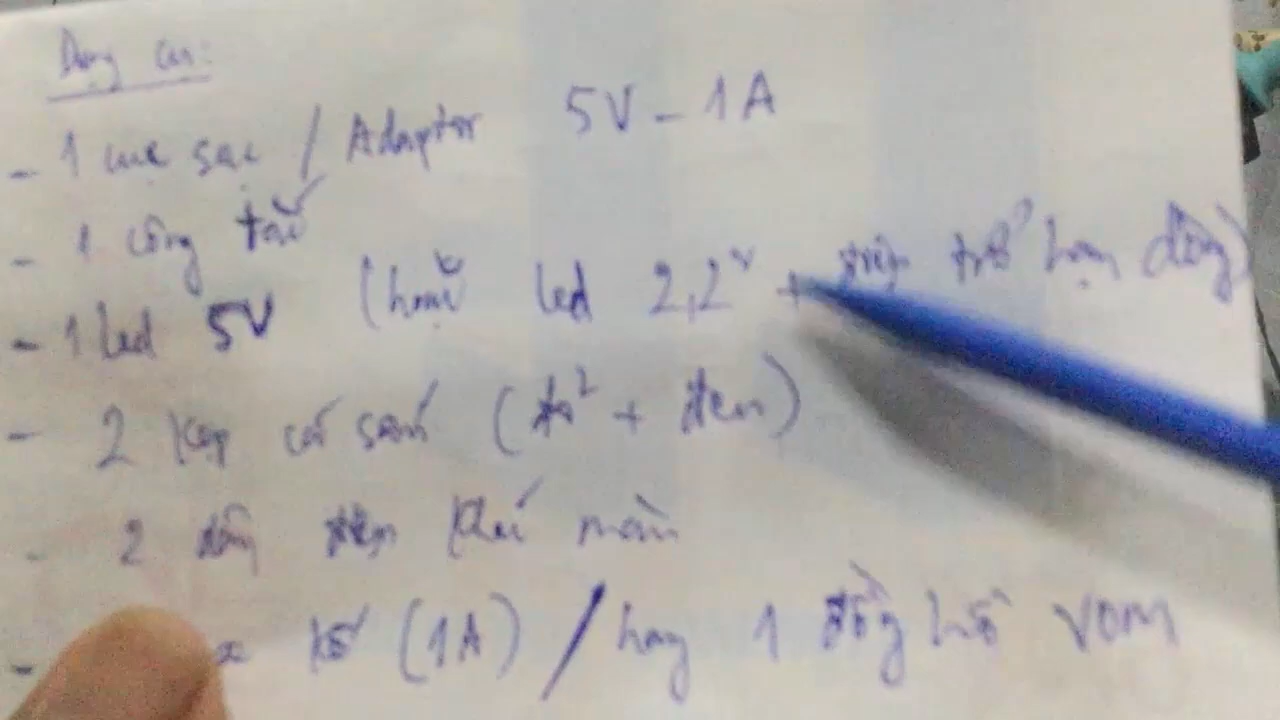 Dụng cụ:
- 1 cục sạc / Adaptor 5V - 1A
- 1 công tắc
- 1 Led 5V (hoặc led 2,2V + điện trở hạn dòng)
- 2 kẹp cá sấu (đỏ + đen)
- 2 dây điện khác màu
- kế (1A) / hay 1 đồng hồ VOM